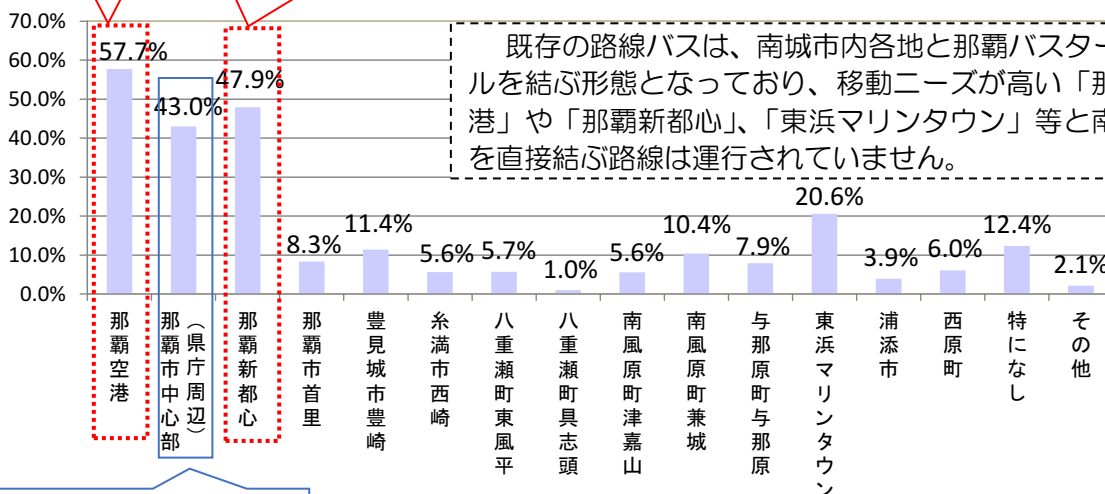 70.0%
60.0%
50.0%
40.0%
30.0%
20.0%
10.0%
0.0%
57.7%
43.0%
47.9%
8.3%
11.4%
5.6%
5.7%
1.0%
5.6%
10.4%
7.9%
20.6%
3.9%
6.0%
12.4%
2.1%
既存の路線バスは、南城市内各地と那覇バスター
ルを結ぶ形態となっており、移動ニーズが高い「那
港」や「那覇新都心」、「東浜マリンタウン」等と南
を直接結ぶ路線は運行されていません。
那覇空港
那覇市中心部
（県庁周辺）
那覇新都心
那覇市首里
豊見城市豊崎
糸満市西崎
八重瀬町東風平
八重瀬町具志頭
南風原町津嘉山
南風原町兼城
与那原町与那原
東浜マリンタウン
浦添市
西原町
特になし
その他